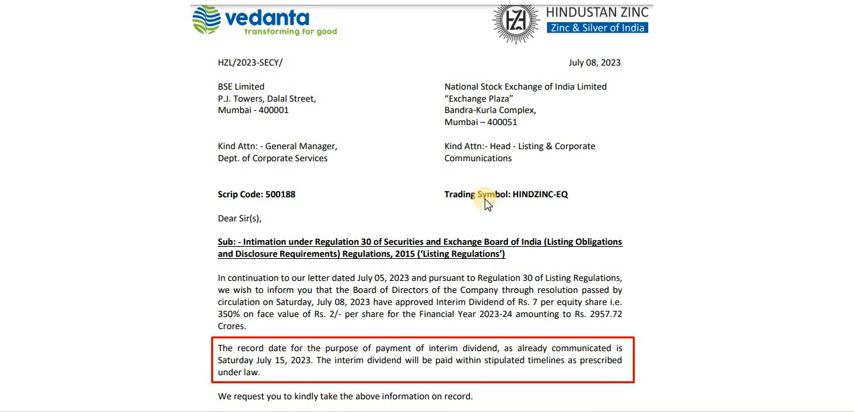 vedanta
transforming for good
HZL
HINDUSTAN ZINC
Zinc & Silver of India
HZL/2023-SECY/
July 08, 2023
BSE Limited
P.J. Towers, Dalal Street,
Mumbai - 400001
National Stock Exchange of India Limited
“Exchange Plaza”
Bandra-Kurla Complex,
Mumbai – 400051
Kind Attn: - General Manager,
Dept. of Corporate Services
Kind Attn:- Head - Listing & Corporate
Communications
Scrip Code: 500188
Trading Symbol: HINDZINC-EQ
Dear Sir(s),
Sub: - Intimation under Regulation 30 of Securities and Exchange Board of India (Listing Obligations
and Disclosure Requirements) Regulations, 2015 (‘Listing Regulations’)
In continuation to our letter dated July 05, 2023 and pursuant to Regulation 30 of Listing Regulations,
we wish to inform you that the Board of Directors of the Company through resolution passed by
circulation on Saturday, July 08, 2023 have approved Interim Dividend of Rs. 7 per equity share i.e.
350% on face value of Rs. 2/- per share for the Financial Year 2023-24 amounting to Rs. 2957.72
Crores.
The record date for the purpose of payment of interim dividend, as already communicated is
Saturday July 15, 2023. The interim dividend will be paid within stipulated timelines as prescribed
under law.
We request you to kindly take the above information on record.